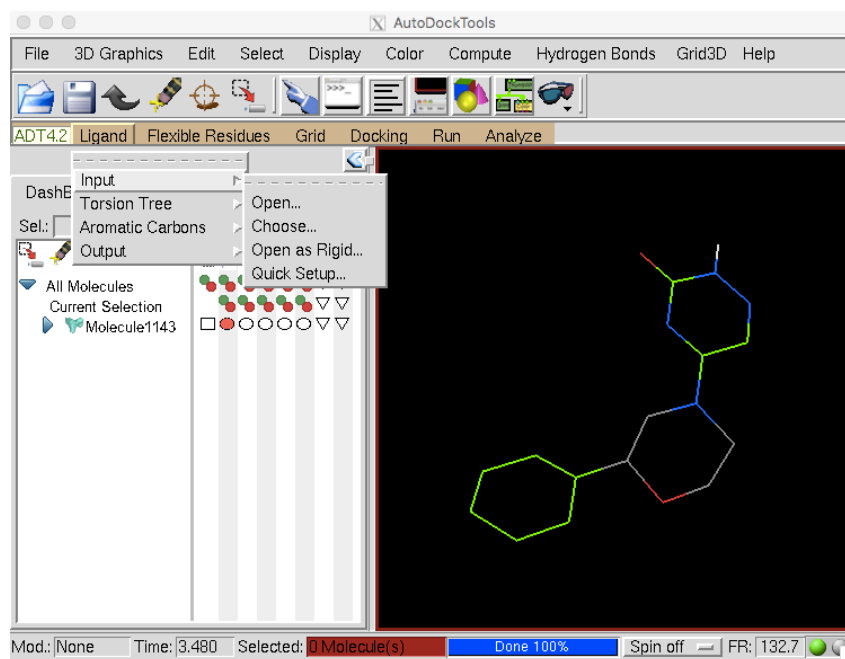 AutoDockTools
File 3D Graphics Edit Select Display Color Compute Hydrogen Bonds Grid3D Help
ADT4.2 Ligand Flexible Residues Grid Docking Run Analyze
Input
Torsion Tree
Aromatic Carbons
Output
Open...
Choose...
Open as Rigid...
Quick Setup...
DashB
Sel.:
All Molecules
Current Selection
Molecule1143
Mod.: None Time: 3.480 Selected: 0 Molecule(s) Done 100% Spin off FR: 132.7